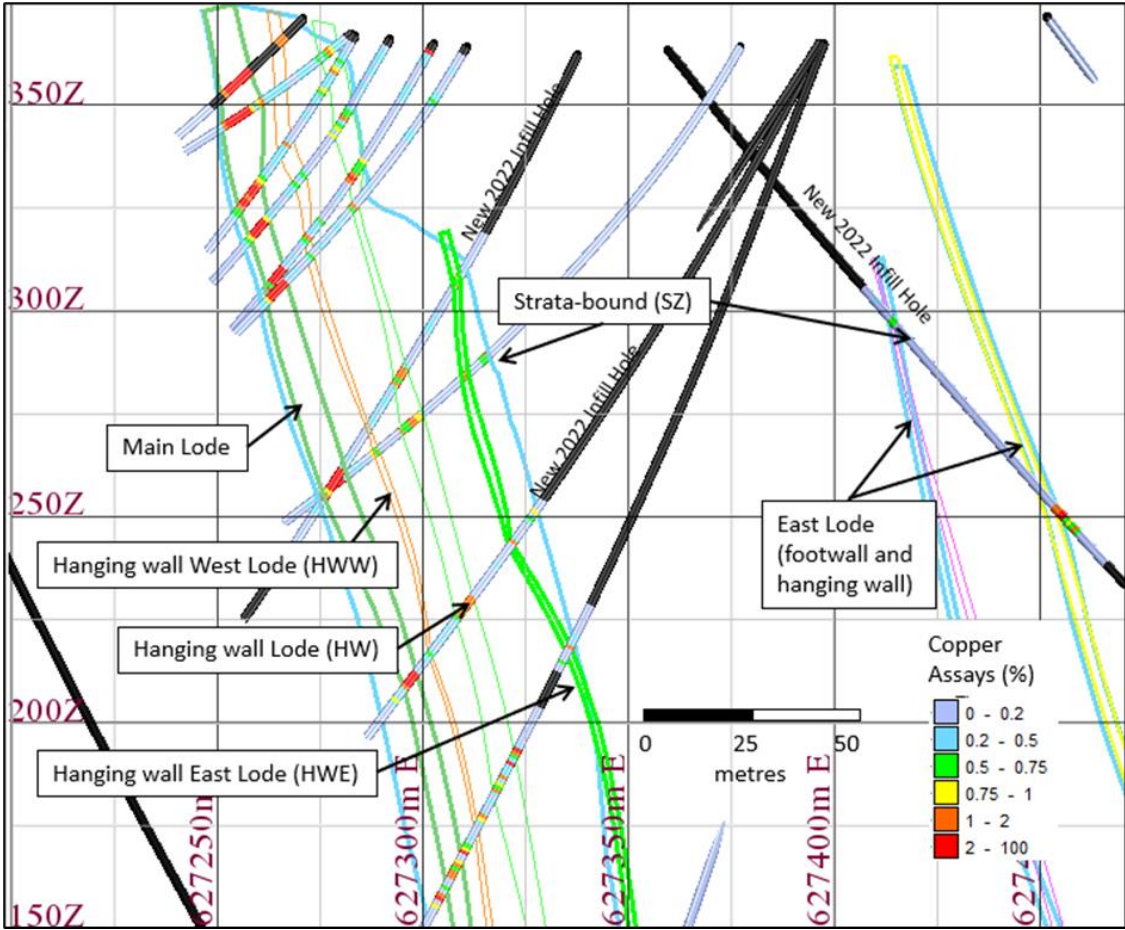 350Z
New 2022 Infill Hole
New 2022 Infill Hole
300Z
Strata-bound (SZ)
Main Lode
New 2022 Infill Hole
250Z
East Lode
(footwall and
hanging wall)
Hanging wall West Lode (HWW)
Hanging wall Lode (HW)
Copper
Assays (%)
0 - 0.2
0.2 - 0.5
0.5 - 0.75
0.75 - 1
1 - 2
2 - 100
200Z
0 25 50
metres
Hanging wall East Lode (HWE)
627250m E
627300m E
627350m E
627400m E
150Z